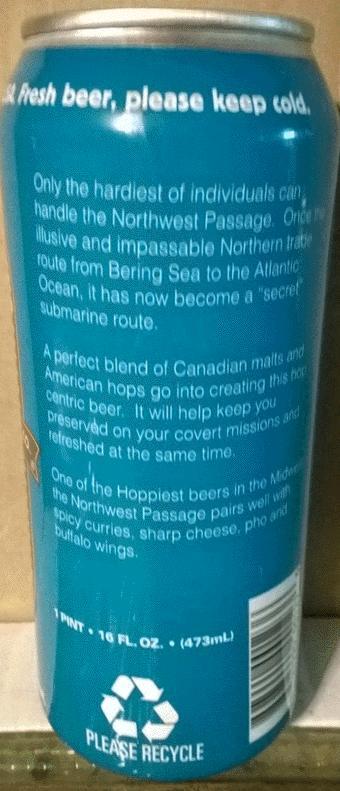 Fresh beer, please keep cold.
Only the hardiest of individuals can
handle the Northwest Passage. Once
illusive and impassable Northern trade
route from Bering Sea to the Atlantic
Ocean, it has now become a "secret"
submarine route.
A perfect blend of Canadian malts and
American hops go into creating this hop
centric beer. It will help keep you
preserved on your covert missions and
refreshed at the same time.
One of the Hoppiest beers in the
the Northwest Passage pairs well with
spicy curries, sharp cheese, pho and
buffalo wings.
1 PINT • 16 FL. OZ. • (473mL)
PLEASE RECYCLE